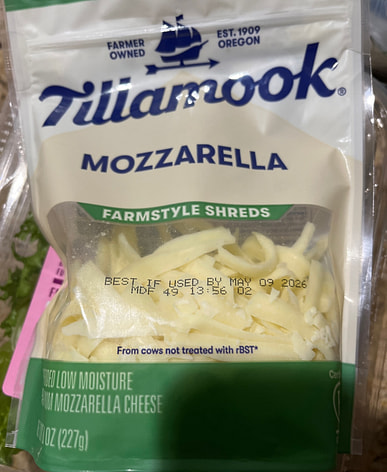 FARMER OWNED
EST. 1909 OREGON
Tillamook®
MOZZARELLA
FARMSTYLE SHREDS
BEST IF USED BY MAY 09 2026
MDF 49 13:56 02
From cows not treated with rBST*
LOW MOISTURE
MOZZARELLA CHEESE
OZ (227g)